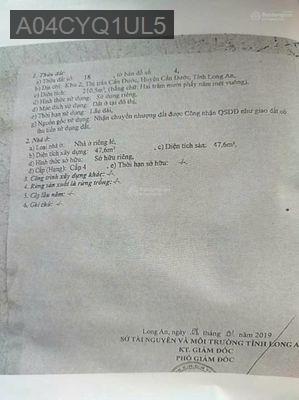 A04CYQ1UL5
Batdongsan
1. Thửa đất:
a) Thửa đất số: 18 , tờ bản đồ số: 4,
b) Địa chỉ: Khu 2, Thị trấn Cần Đước, Huyện Cần Đước, Tỉnh Long An,
c) Diện tích: 210,5m², (bằng chữ: Hai trăm mười phẩy năm mét vuông),
d) Hình thức sử dụng: Sử dụng riêng,
đ) Mục đích sử dụng: Đất ở tại đô thị,
e) Thời hạn sử dụng: Lâu dài,
g) Nguồn gốc sử dụng: Nhận chuyển nhượng đất được Công nhận QSDĐ như giao đất có
thu tiền sử dụng đất.
2. Nhà ở:
a) Loại nhà ở: Nhà ở riêng lẻ,
b) Diện tích xây dựng: 47,6m² , c) Diện tích sàn: 47,6m²,
d) Hình thức sở hữu: Sở hữu riêng,
đ) Cấp (Hạng): Cấp 4 , e) Thời hạn sở hữu: -/-.
3. Công trình xây dựng khác: -/-.
4. Rừng sản xuất là rừng trồng: -/-.
5. Cây lâu năm: -/-.
6. Ghi chú: -/-.
Long An, ngày tháng 01 năm 2019
SỞ TÀI NGUYÊN VÀ MÔI TRƯỜNG TỈNH LONG A
KT. GIÁM ĐỐC
PHÓ GIÁM ĐỐC